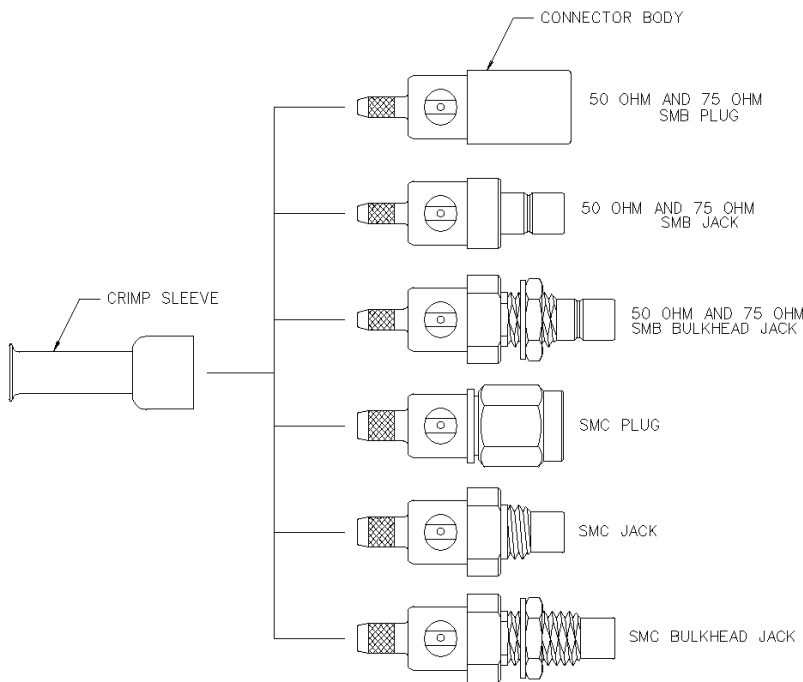 CONNECTOR BODY
50 OHM AND 75 OHM
SMB PLUG
50 OHM AND 75 OHM
SMB JACK
CRIMP SLEEVE
50 OHM AND 75 OHM
SMB BULKHEAD JACK
SMC PLUG
SMC JACK
SMC BULKHEAD JACK